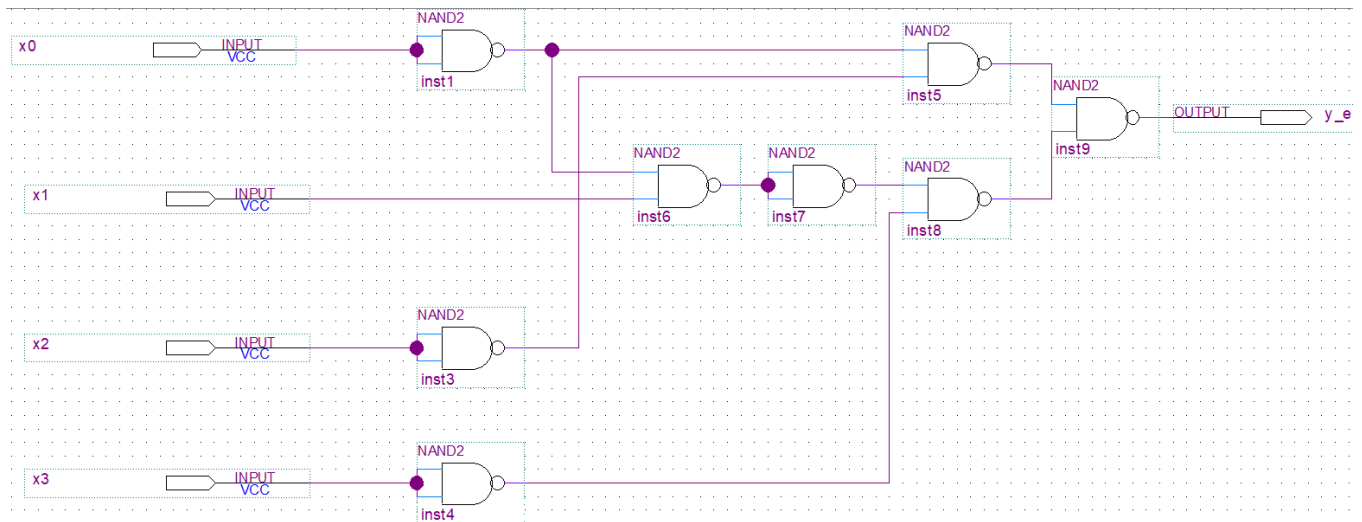 NAND2
x0
INPUT
VCC
inst1
NAND2
inst5
NAND2
OUTPUT
y_e
inst9
NAND2
inst6
NAND2
inst7
NAND2
inst8
x1
INPUT
VCC
NAND2
x2
INPUT
VCC
inst3
NAND2
x3
INPUT
VCC
inst4